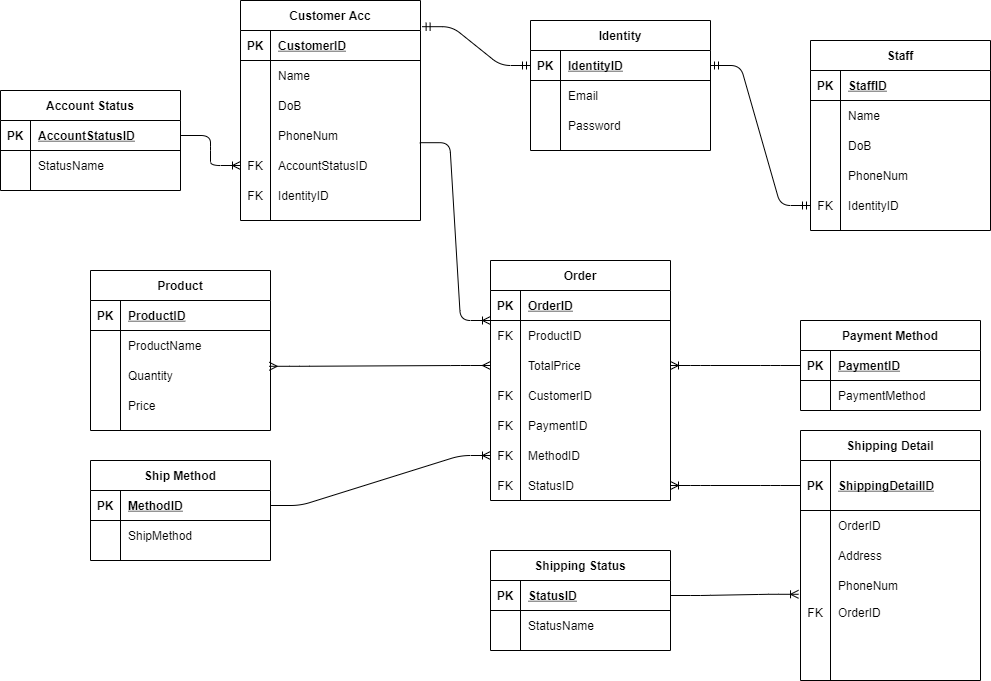 Customer Acc
PK CustomerID
Name
DoB
PhoneNum
FK AccountStatusID
FK IdentityID
Identity
PK IdentityID
Email
Password
Staff
PK StaffID
Name
DoB
PhoneNum
FK IdentityID
Account Status
PK AccountStatusID
StatusName
Product
PK ProductID
ProductName
Quantity
Price
Order
PK OrderID
FK ProductID
TotalPrice
FK CustomerID
FK PaymentID
FK MethodID
FK StatusID
Payment Method
PK PaymentID
PaymentMethod
Ship Method
PK MethodID
ShipMethod
Shipping Detail
PK ShippingDetailID
OrderID
Address
PhoneNum
FK OrderID
Shipping Status
PK StatusID
StatusName